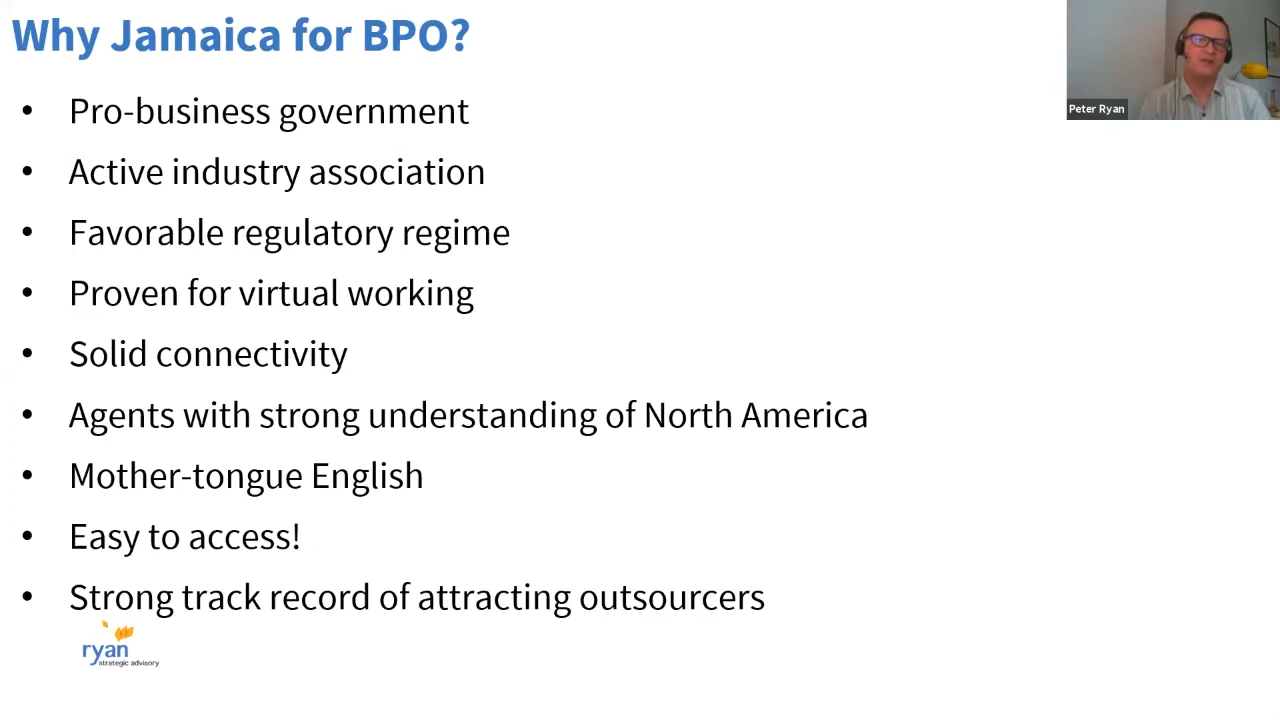 Why Jamaica for BPO?
Peter Ryan
• Pro-business government
• Active industry association
• Favorable regulatory regime
• Proven for virtual working
• Solid connectivity
• Agents with strong understanding of North America
• Mother-tongue English
• Easy to access!
• Strong track record of attracting outsourcers
ryan
strategic advisory